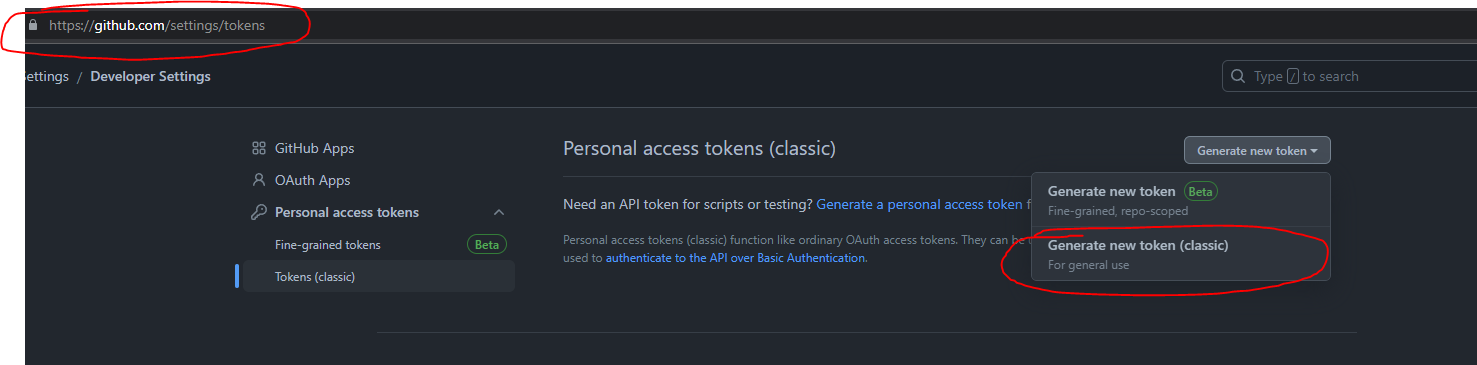 https://github.com/settings/tokens
ettings / Developer Settings
Type / to search
GitHub Apps
OAuth Apps
Personal access tokens
Fine-grained tokens Beta
Tokens (classic)
Personal access tokens (classic)
Generate new token
Need an API token for scripts or testing? Generate a personal access token f
Personal access tokens (classic) function like ordinary OAuth access tokens. They can be
used to authenticate to the API over Basic Authentication.
Generate new token Beta
Fine-grained, repo-scoped
Generate new token (classic)
For general use